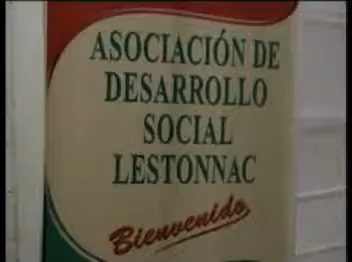 ASOCIACIÓN DE
DESARROLLO
SOCIAL
LESTONNAC
Bienvenido